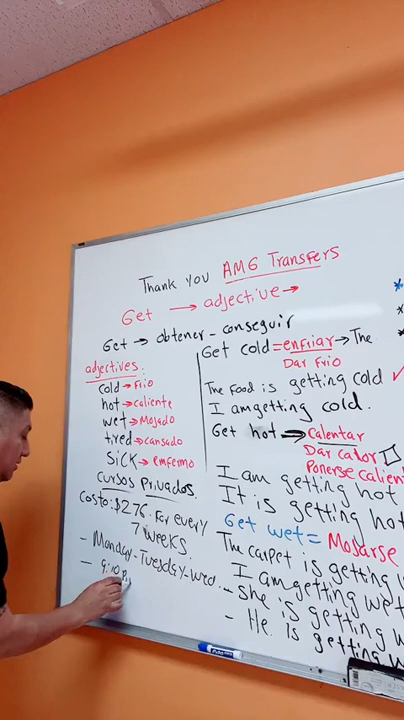 Thank you AMG Transfers
Get → adjective →
Get → obtener - conseguir
adjectives:
cold → Frio
hot → caliente
wet → Mojado
tired → cansado
SiCK → emfermo
Cursos Privados.
Costo: $276. For every
7 weeks.
- Monday - Tuesday - Wed.
Get cold = enfriar → The
Dar Frio
The Food is getting cold ✓
I am getting cold.
Get hot → Calentar
Dar calor
Ponerse calien
I am getting hot
It is getting hot
Get wet = Mojarse
The carpet is getting
I am getting wet
- She is getting w
- He. Is getting w